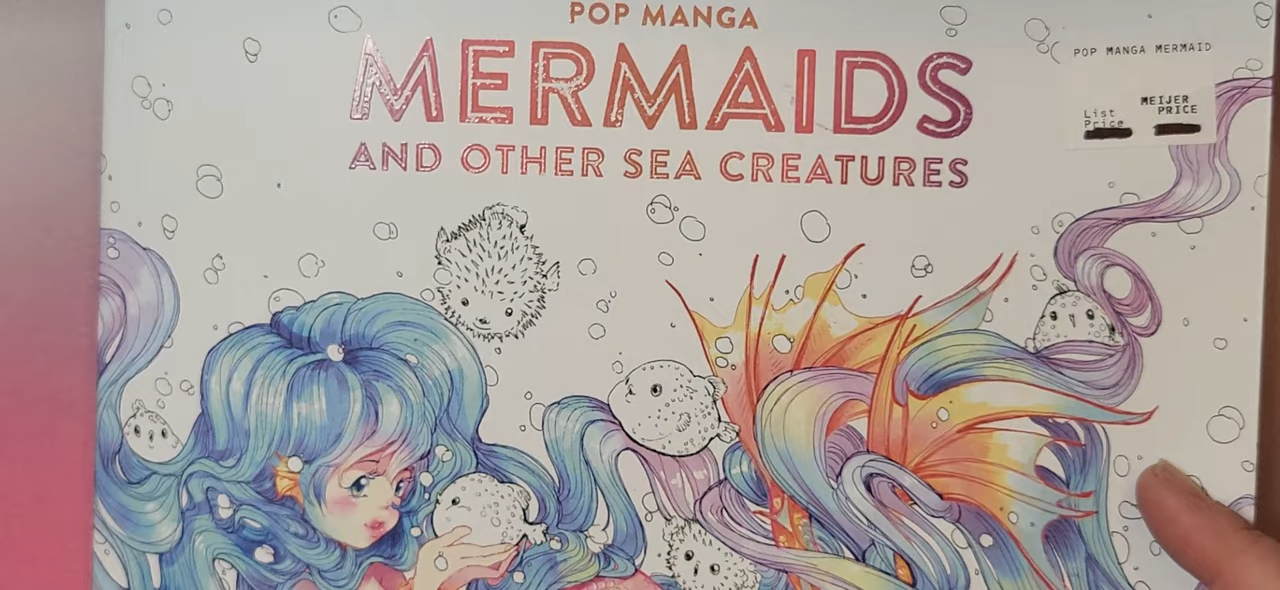 POP MANGA
MERMAIDS
AND OTHER SEA CREATURES
POP MANGA MERMAID
List
Price
MEIJER
PRICE